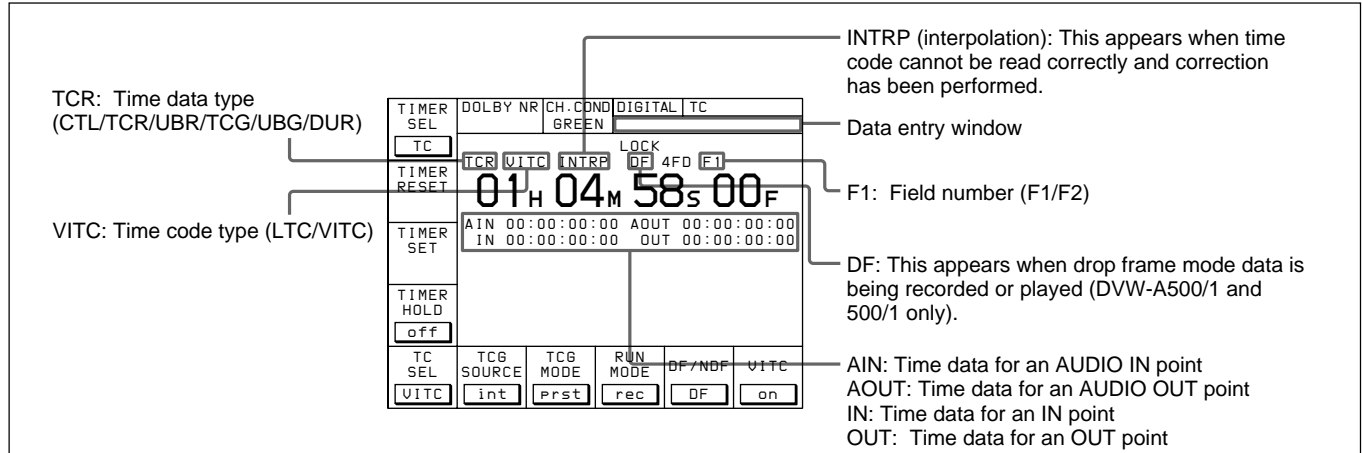 INTRP (interpolation): This appears when time
code cannot be read correctly and correction
has been performed.
TCR:  Time data type
(CTL/TCR/UBR/TCG/UBG/DUR)
Data entry window
VITC: Time code type (LTC/VITC)
F1:  Field number (F1/F2)
DF: This appears when drop frame mode data is
being recorded or played (DVW-A500/1 and
500/1 only).
AIN: Time data for an AUDIO IN point
AOUT: Time data for an AUDIO OUT point
IN: Time data for an IN point
OUT:  Time data for an OUT point
TIMER
SEL
TC
DOLBY NR
CH.COND
GREEN
DIGITAL
TC
LOCK
TCR VITC INTRP DF 4FD F1
01H 04M 58S 00F
TIMER
RESET
AIN 00:00:00:00 AOUT 00:00:00:00
IN 00:00:00:00 OUT 00:00:00:00
TIMER
SET
TIMER
HOLD
off
TC
SEL
VITC
TCG
SOURCE
int
TCG
MODE
prst
RUN
MODE
rec
DF/NDF
DF
VITC
on